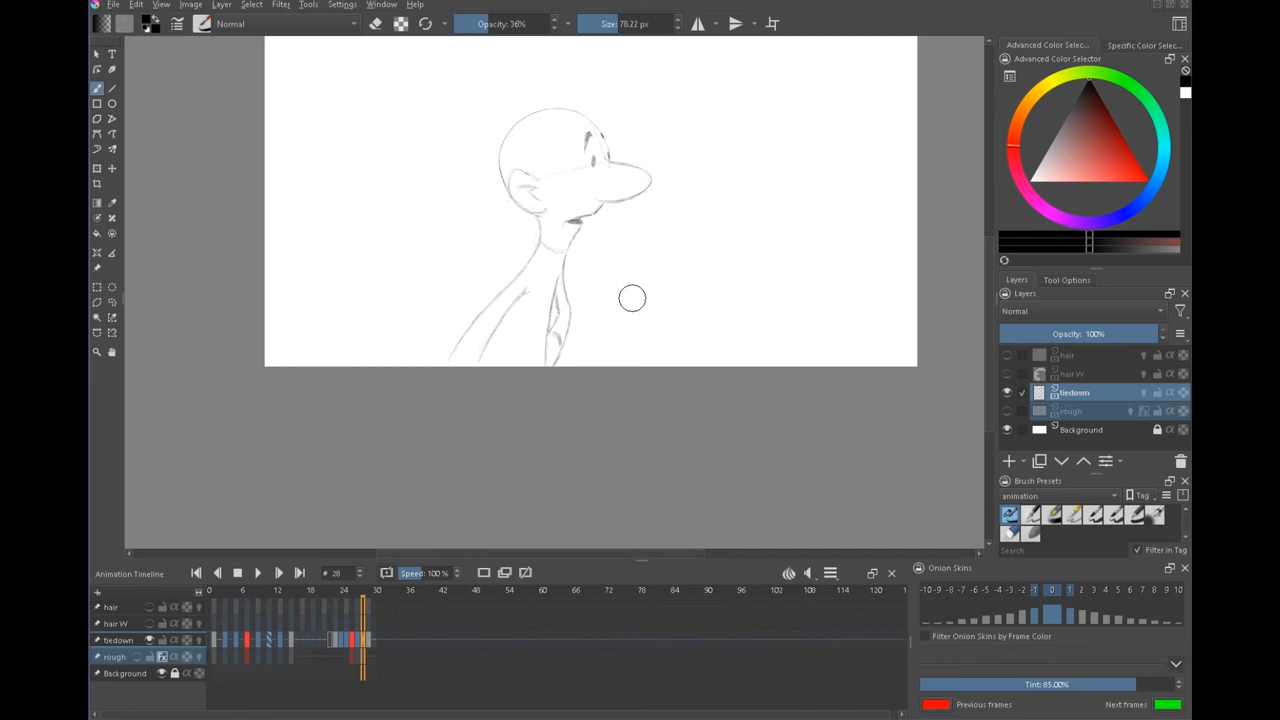 File Edit View Image Layer Select Filter Tools Settings Window Help
Normal Opacity: 36% Size: 78.22 px
Advanced Color Selec... Specific Color Selec...
Advanced Color Selector
Layers Tool Options
Layers
Normal
Opacity: 100%
hair
hair W
tiedown
rough
Background
Brush Presets
animation Tag
Search Filter in Tag
Animation Timeline # 28 Speed: 100 %
0 6 12 18 24 30 36 42 48 54 60 66 72 78 84 90 96 102 108 114 120 12
hair
hair W
tiedown
rough
Background
Onion Skins
-10 -9 -8 -7 -6 -5 -4 -3 -2 -1 0 1 2 3 4 5 6 7 8 9 10
Filter Onion Skins by Frame Color
Tint: 85.00%
Previous frames Next frames